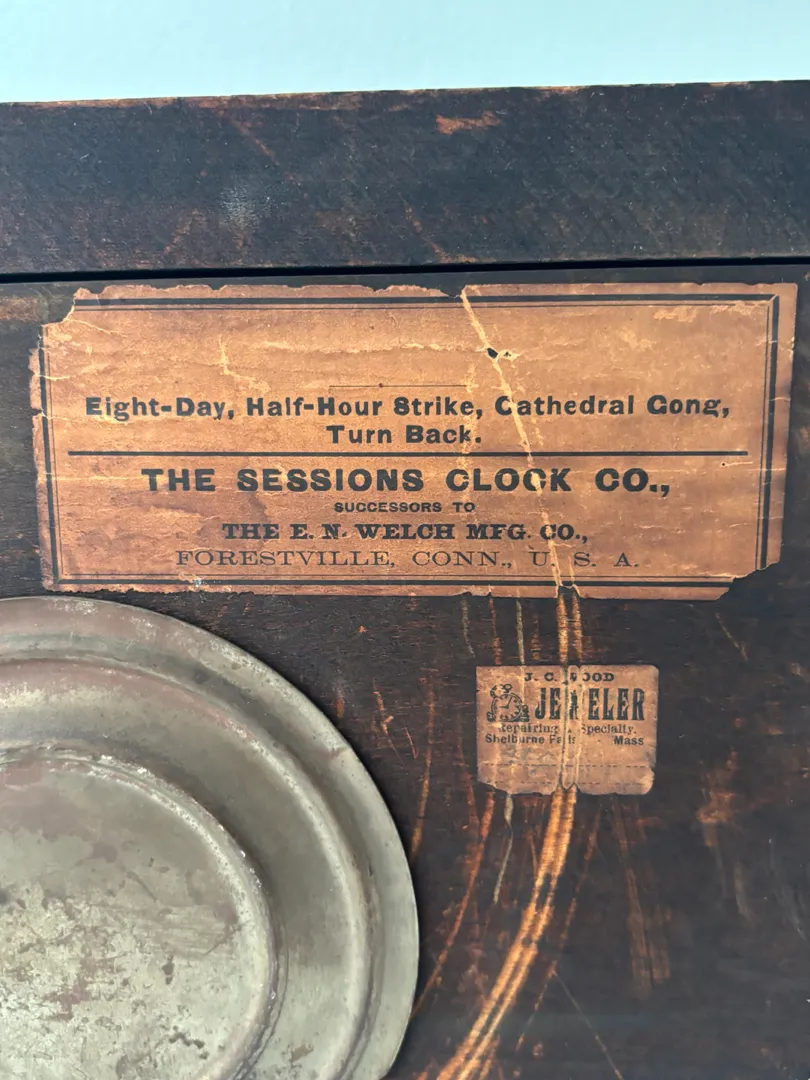 Eight-Day, Half-Hour Strike, Cathedral Gong,
Turn Back.
THE SESSIONS CLOCK CO.,
SUCCESSORS TO
THE E. N. WELCH MFG. CO.,
FORESTVILLE, CONN., U. S. A.
J. C. WOOD
JEWELER
Repairing a Specialty.
Shelburne Falls Mass